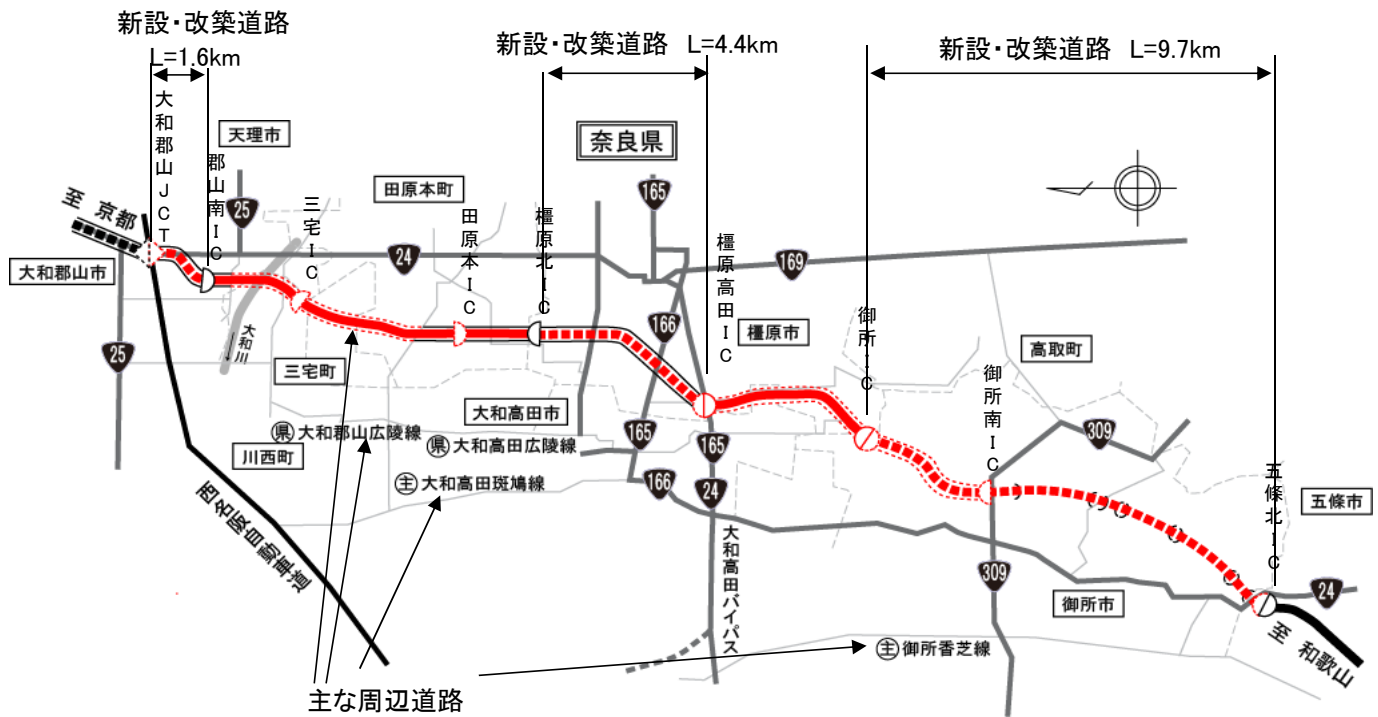 新設・改築道路
L=1.6km
新設・改築道路 L=4.4km
新設・改築道路 L=9.7km
大和郡山JCT
郡山南IC
三宅IC
田原本IC
橿原北IC
橿原高田IC
御所IC
御所南IC
五條北IC
天理市
奈良県
田原本町
至 京都
大和郡山市
25
25
24
165
169
166
橿原市
高取町
大和川
三宅町
大和高田市
県 大和郡山広陵線
県 大和高田広陵線
165
165
309
川西町
主 大和高田斑鳩線
166
24
五條市
西名阪自動車道
大和高田バイパス
309
御所市
24
主 御所香芝線
至 和歌山
主な周辺道路